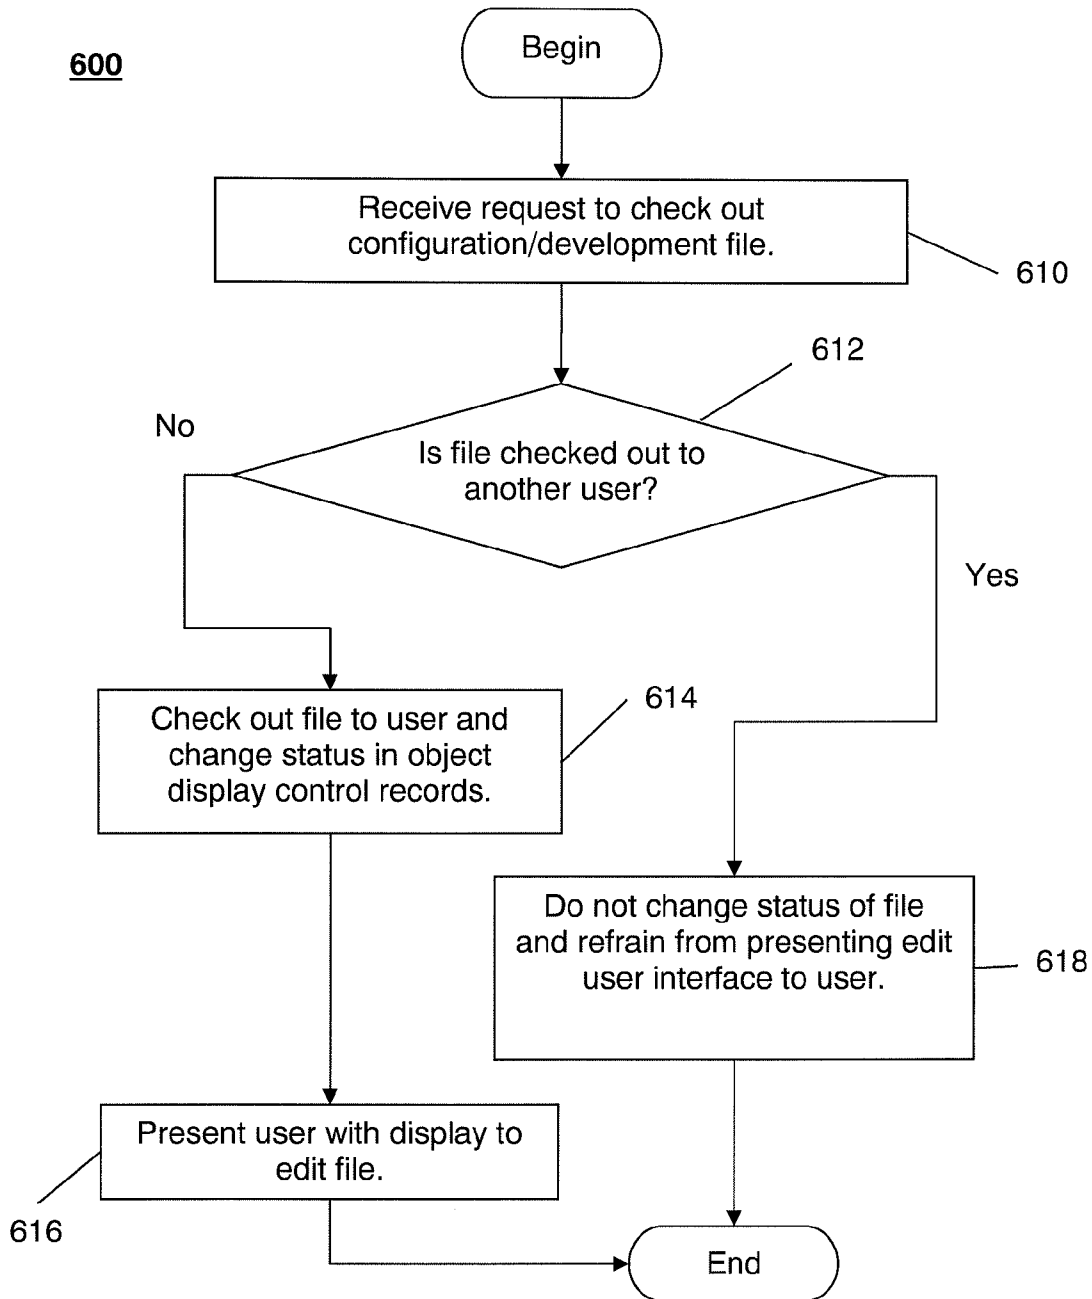 600
Begin
Receive request to check out
configuration/development file.
610
612
No
Is file checked out to
another user?
Yes
614
Check out file to user and
change status in object
display control records.
Do not change status of file
and refrain from presenting edit
user interface to user.
618
Present user with display to
edit file.
616
End